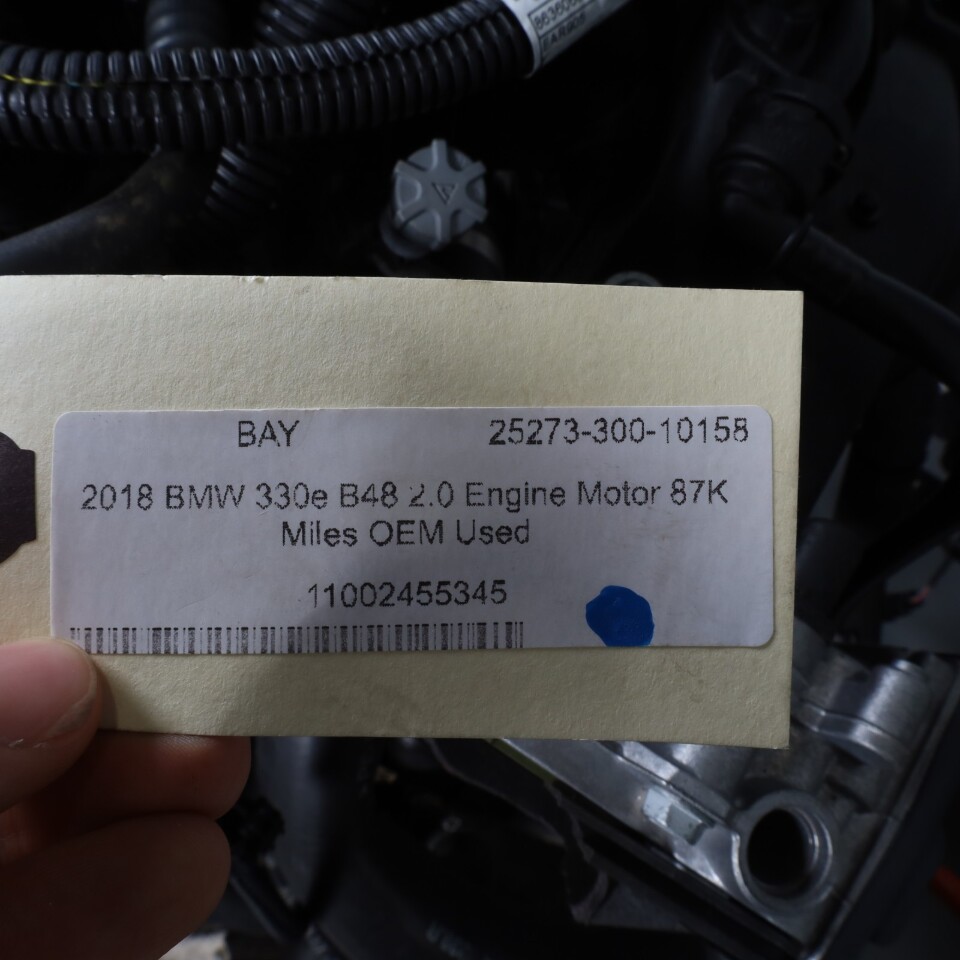 BAY 25273-300-10158
2018 BMW 330e B48 2.0 Engine Motor 87K
Miles OEM Used
11002455345